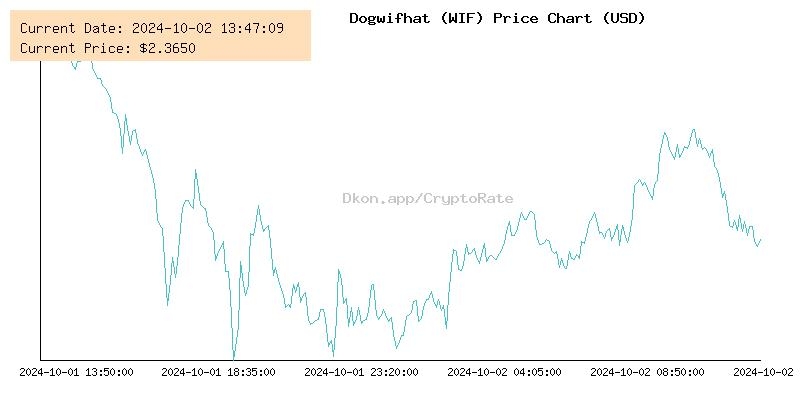 Dogwifhat (WIF) Price Chart (USD)
Current Date: 2024-10-02 13:47:09
Current Price: $2.3650
Dkon.app/CryptoRate
2024-10-01 13:50:00 2024-10-01 18:35:00 2024-10-01 23:20:00 2024-10-02 04:05:00 2024-10-02 08:50:00 2024-10-02